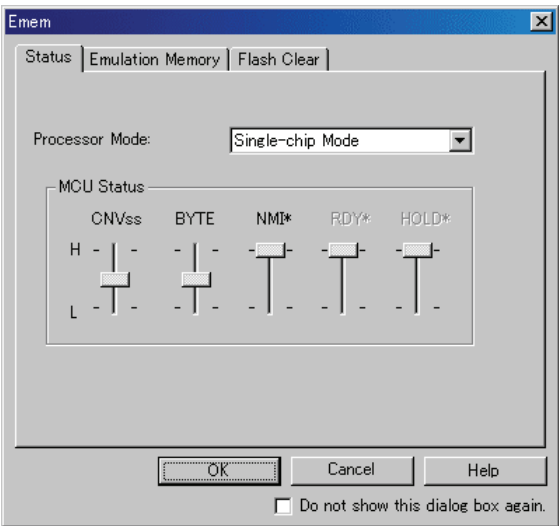 Emem
Status Emulation Memory Flash Clear
Processor Mode: Single-chip Mode
MCU Status
CNVss BYTE NMI* RDY* HOLD*
H
L
OK Cancel Help
Do not show this dialog box again.